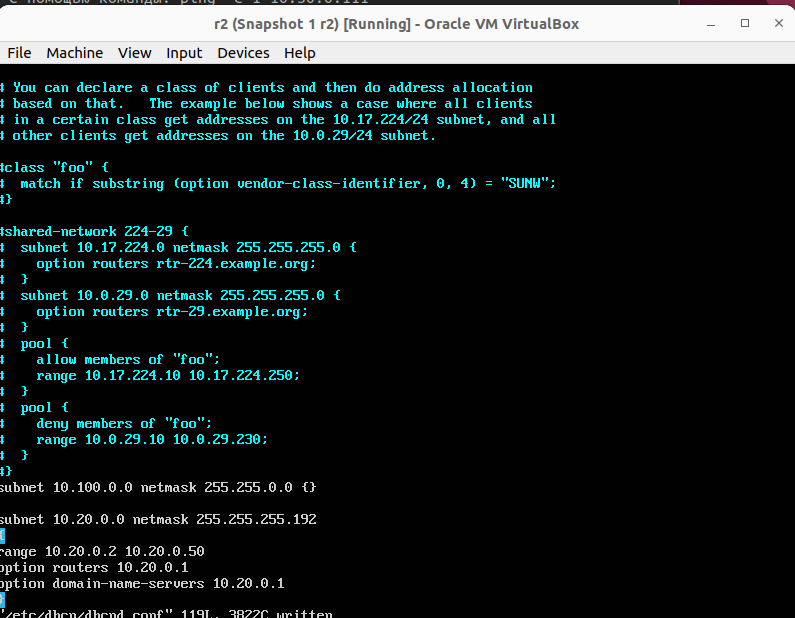 r2 (Snapshot 1 r2) [Running] - Oracle VM VirtualBox
File Machine View Input Devices Help
# You can declare a class of clients and then do address allocation
# based on that.   The example below shows a case where all clients
# in a certain class get addresses on the 10.17.224/24 subnet, and all
# other clients get addresses on the 10.0.29/24 subnet.
#class "foo" {
#  match if substring (option vendor-class-identifier, 0, 4) = "SUNW";
#}
#shared-network 224-29 {
#  subnet 10.17.224.0 netmask 255.255.255.0 {
#    option routers rtr-224.example.org;
#  }
#  subnet 10.0.29.0 netmask 255.255.255.0 {
#    option routers rtr-29.example.org;
#  }
#  pool {
#    allow members of "foo";
#    range 10.17.224.10 10.17.224.250;
#  }
#  pool {
#    deny members of "foo";
#    range 10.0.29.10 10.0.29.230;
#  }
#}
subnet 10.100.0.0 netmask 255.255.0.0 {}
subnet 10.20.0.0 netmask 255.255.255.192
{
range 10.20.0.2 10.20.0.50
option routers 10.20.0.1
option domain-name-servers 10.20.0.1
}
"/etc/dhcp/dhcpd.conf" 119L, 3822C written